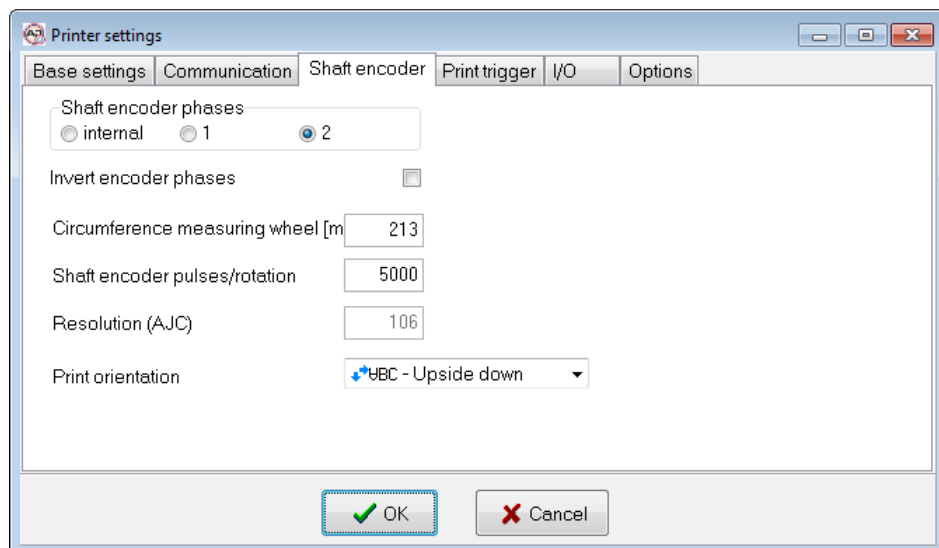 Printer settings
Base settings Communication Shaft encoder Print trigger I/O Options
Shaft encoder phases
internal 1 2
Invert encoder phases
Circumference measuring wheel [m 213
Shaft encoder pulses/rotation 5000
Resolution (AJC) 106
Print orientation ABC - Upside down
OK Cancel